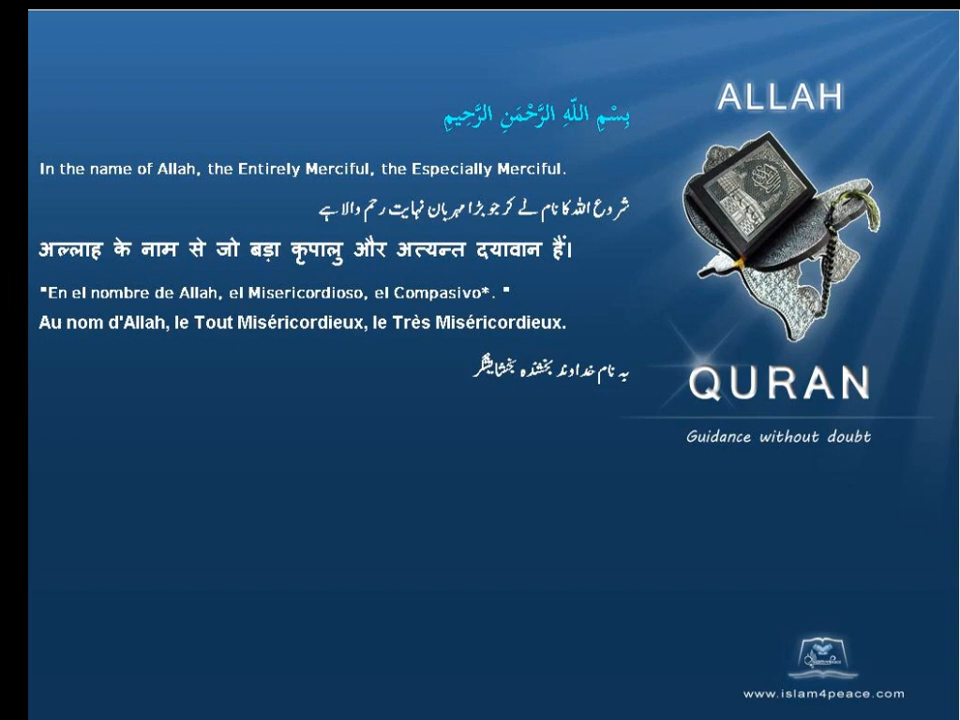 بِسْمِ اللّهِ الرَّحْمَنِ الرَّحِيمِ
In the name of Allah, the Entirely Merciful, the Especially Merciful.
شروع الله کا نام لے کر جو بڑا مہربان نہایت رحم والا ہے
अल्लाह के नाम से जो बड़ा कृपालु और अत्यन्त दयावान हैं।
"En el nombre de Allah, el Misericordioso, el Compasivo*. "
Au nom d'Allah, le Tout Miséricordieux, le Très Miséricordieux.
به نام خداوند بخشنده بخشایشگر
ALLAH
QURAN
Guidance without doubt
www.islam4peace.com